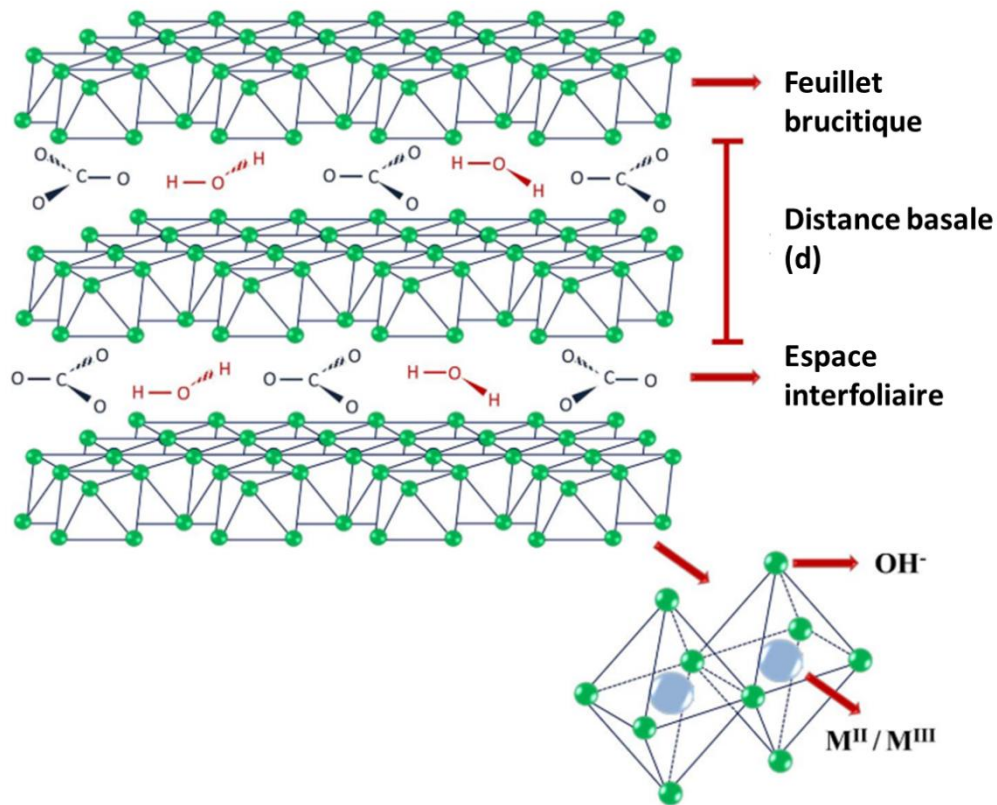 Feuillet
brucitique
O
C
O
O
H
O
H
O
C
O
O
H
O
H
O
C
O
O
Distance basale
(d)
O
C
O
O
H
O
H
O
C
O
O
H
O
H
O
C
O
O
Espace
interfoliaire
OH⁻
Mᴵᴵ / Mᴵᴵᴵ